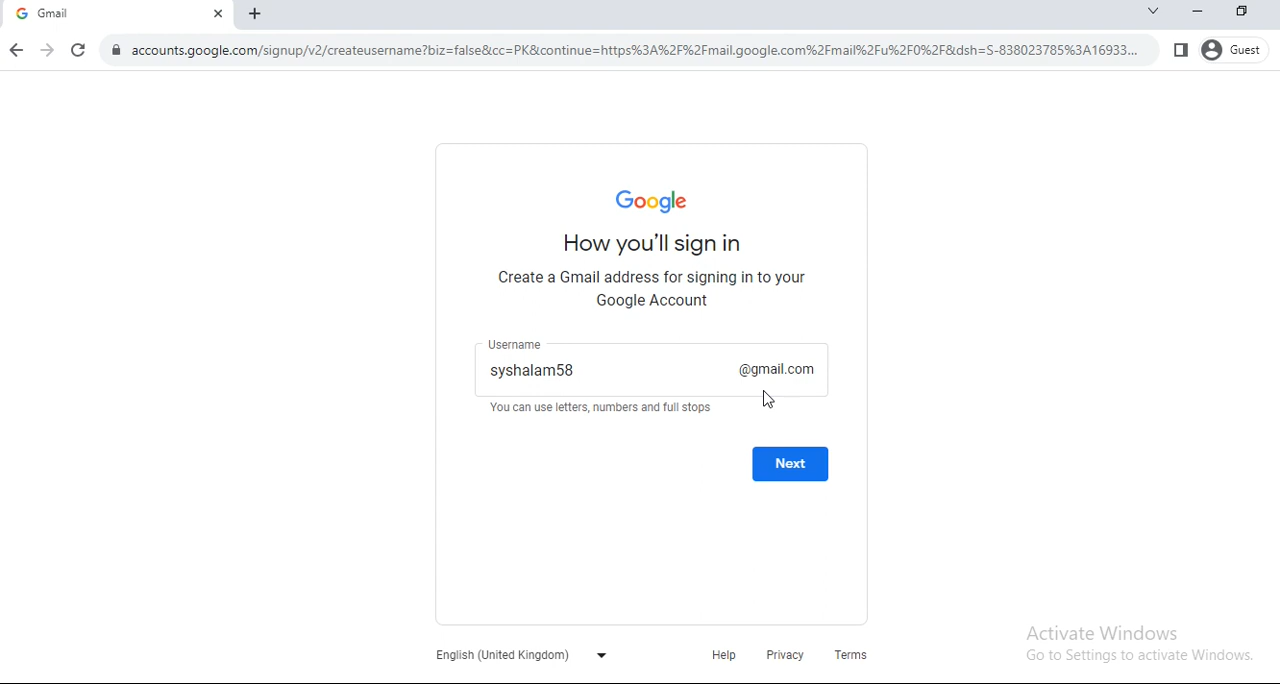 Gmail
accounts.google.com/signup/v2/createusername?biz=false&cc=PK&continue=https%3A%2F%2Fmail.google.com%2Fmail%2Fu%2F0%2F&dsh=S-838023785%3A16933...
Guest
Google
How you'll sign in
Create a Gmail address for signing in to your
Google Account
Username
syshalam58 @gmail.com
You can use letters, numbers and full stops
Next
Activate Windows
Go to Settings to activate Windows.
English (United Kingdom) Help Privacy Terms